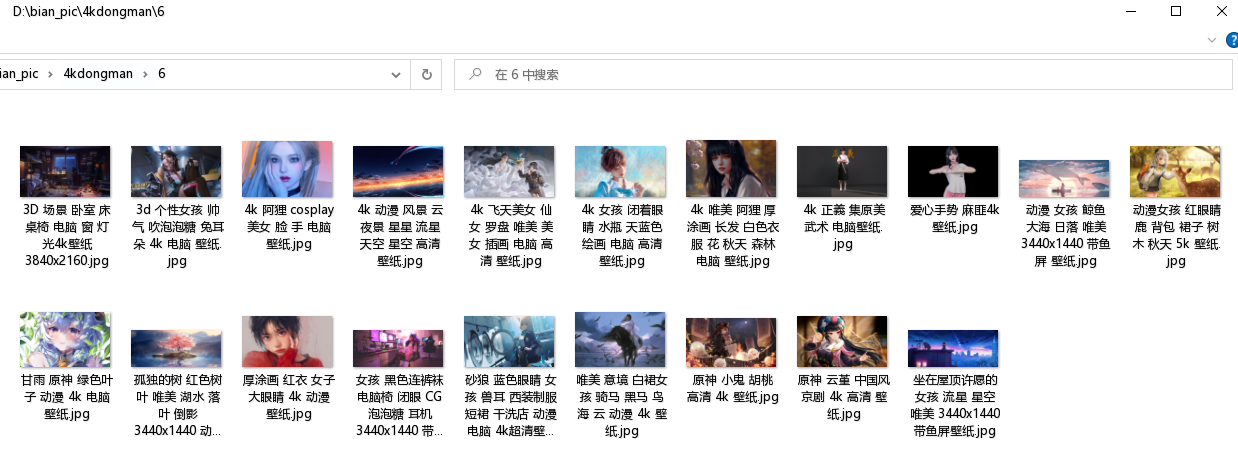 D:\bian_pic\4kdongman\6
ian_pic › 4kdongman › 6
在 6 中搜索
3D 场景 卧室 床
桌椅 电脑 窗 灯
光4k壁纸
3840x2160.jpg
3d 个性女孩 帅
气 吹泡泡糖 兔耳
朵 4k 电脑 壁纸.
jpg
4k 阿狸 cosplay
美女 脸 手 电脑
壁纸.jpg
4k 动漫 风景 云
夜景 星星 流星
天空 星空 高清
壁纸.jpg
4k 飞天美女 仙
女 罗盘 唯美 美
女 插画 电脑 高
清 壁纸.jpg
4k 女孩 闭着眼
睛 水瓶 天蓝色
绘画 电脑 高清
壁纸.jpg
4k 唯美 阿狸 厚
涂画 长发 白色衣
服 花 秋天 森林
电脑 壁纸.jpg
4k 正義 集原美
武术 电脑壁纸.
jpg
爱心手势 麻匪4k
壁纸.jpg
动漫 女孩 鲸鱼
大海 日落 唯美
3440x1440 带鱼
屏 壁纸.jpg
动漫女孩 红眼睛
鹿 背包 裙子 树
木 秋天 5k 壁纸.
jpg
甘雨 原神 绿色叶
子 动漫 4k 电脑
壁纸.jpg
孤独的树 红色树
叶 唯美 湖水 落
叶 倒影
3440x1440 动...
厚涂画 红衣 女子
大眼睛 4k 动漫
壁纸.jpg
女孩 黑色连裤袜
电脑椅 闭眼 CG
泡泡糖 耳机
3440x1440 带...
砂狼 蓝色眼睛 女
孩 兽耳 西装制服
短裙 干洗店 动漫
电脑 4k超清壁...
唯美 意境 白裙女
孩 骑马 黑马 鸟
海 云 动漫 4k 壁
纸.jpg
原神 小鬼 胡桃
高清 4k 壁纸.jpg
原神 云堇 中国风
京剧 4k 高清 壁
纸.jpg
坐在屋顶许愿的
女孩 流星 星空
唯美 3440x1440
带鱼屏壁纸.jpg